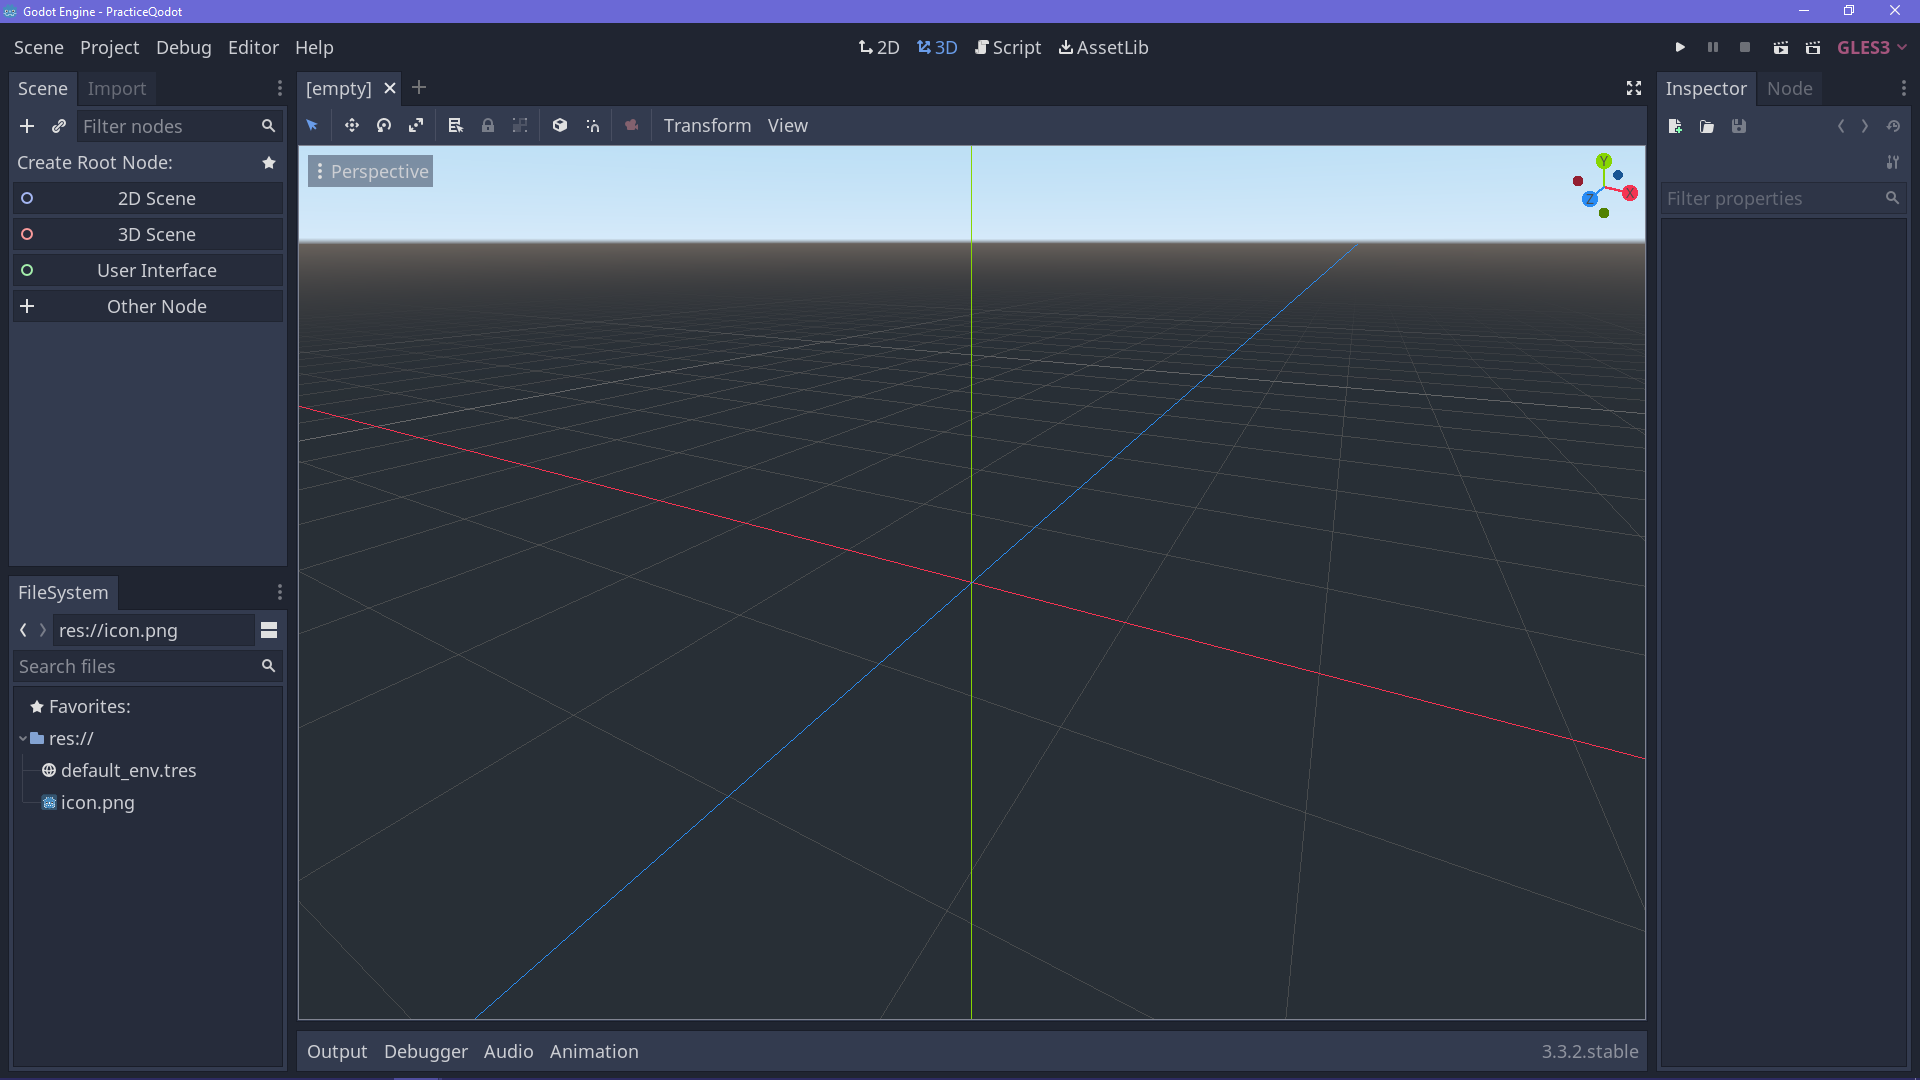 Godot Engine - PracticeQodot
Scene Project Debug Editor Help
2D 3D Script AssetLib
GLES3
Scene Import
Filter nodes
Create Root Node:
2D Scene
3D Scene
User Interface
Other Node
FileSystem
res://icon.png
Search files
Favorites:
res://
default_env.tres
icon.png
[empty]
Transform View
Perspective
Y
X
Z
Output Debugger Audio Animation
3.3.2.stable
Inspector Node
Filter properties